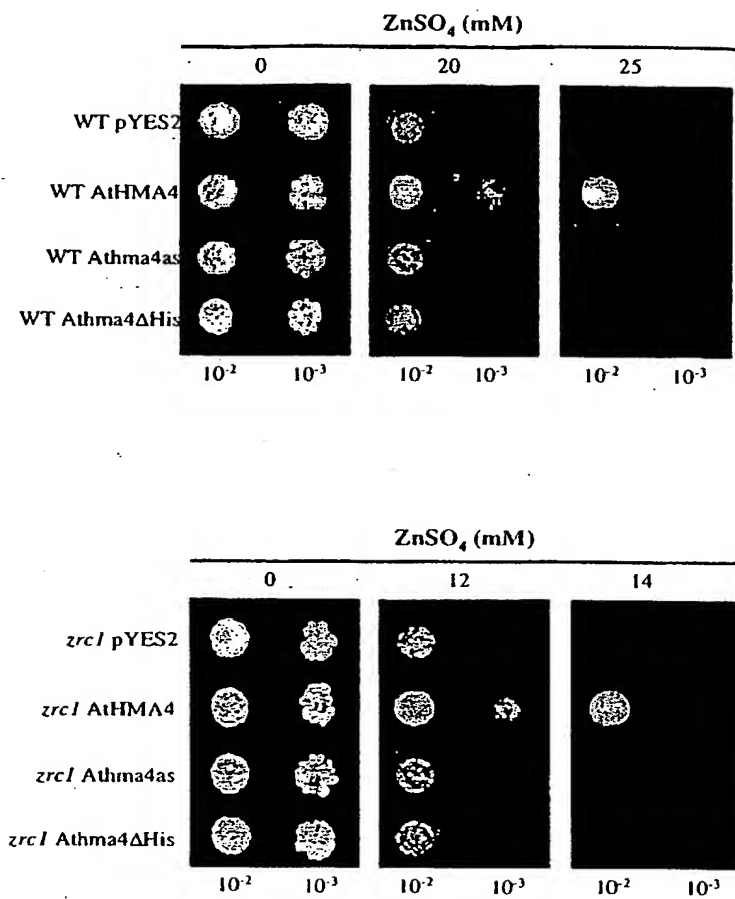 ZnSO₄ (mM)
0 20 25
WT pYES2
WT AtHMA4
WT Athma4as
WT Athma4ΔHis
10⁻² 10⁻³ 10⁻² 10⁻³ 10⁻² 10⁻³
ZnSO₄ (mM)
0 12 14
zrc1 pYES2
zrc1 AtHMA4
zrc1 Athma4as
zrc1 Athma4ΔHis
10⁻² 10⁻³ 10⁻² 10⁻³ 10⁻² 10⁻³